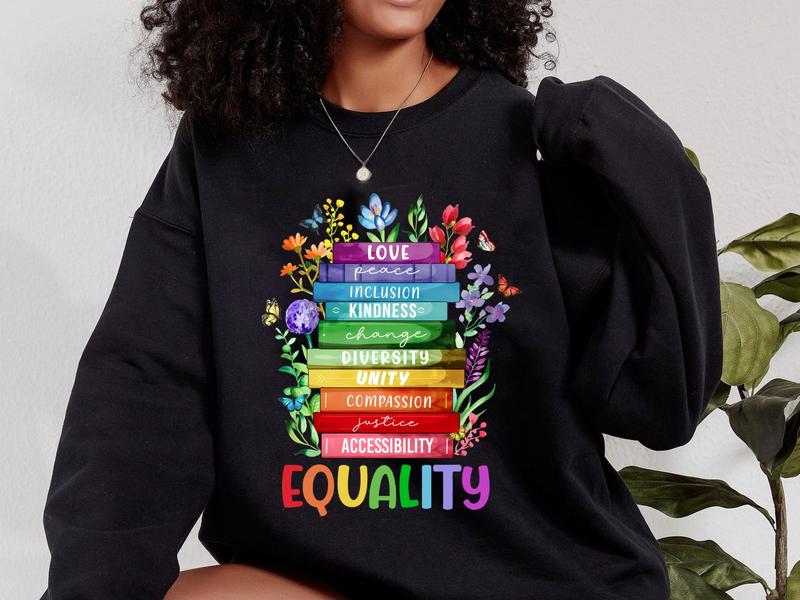 LOVE
peace
INCLUSION
KINDNESS
change
DIVERSITY
UNITY
COMPASSION
justice
ACCESSIBILITY
EQUALITY